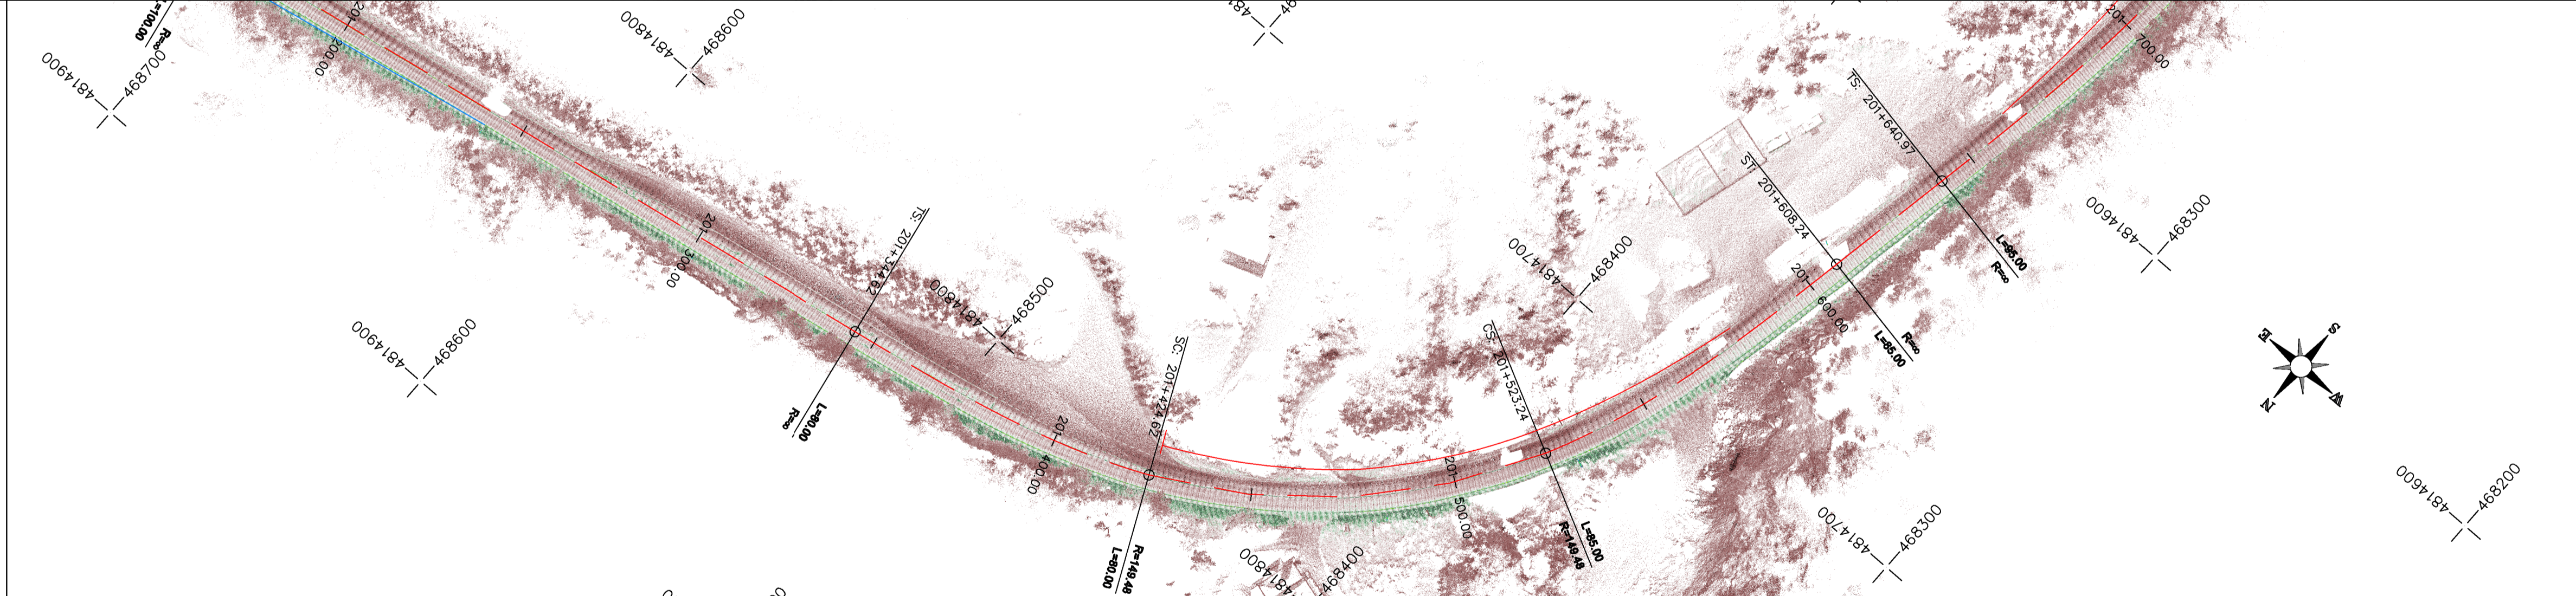 L=100.00
R=∞
201
200.00
4814900
468700
4814800
468600
4814900
468600
201
300.00
TS: 201+344.62
L=80.00
R=∞
4814800
468500
201
400.00
SC: 201+424.62
R=149.48
L=80.00
4814800
468400
201
500.00
CS: 201+523.24
L=85.00
R=149.48
4814700
468400
201
600.00
ST: 201+608.24
R=∞
L=85.00
TS: 201+640.97
L=95.00
R=∞
201
700.00
4814600
468300
4814700
468300
4814600
468200
E
S
N
W